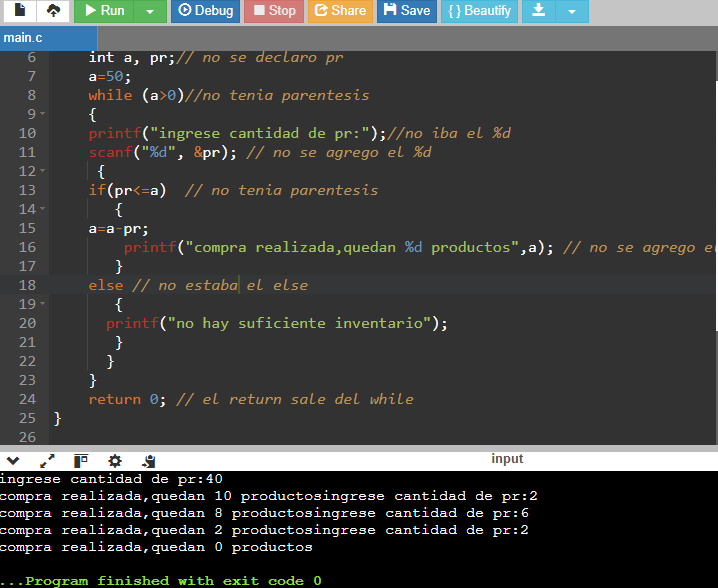 Run Debug Stop Share Save { } Beautify
main.c
6 int a, pr;// no se declaro pr
7 a=50;
8 while (a>0)//no tenia parentesis
9 {
10 printf("ingrese cantidad de pr:");//no iba el %d
11 scanf("%d", &pr); // no se agrego el %d
12 {
13 if(pr<=a) // no tenia parentesis
14 {
15 a=a-pr;
16 printf("compra realizada,quedan %d productos",a); // no se agrego el
17 }
18 else // no estaba el else
19 {
20 printf("no hay suficiente inventario");
21 }
22 }
23 }
24 return 0; // el return sale del while
25 }
26
input
ingrese cantidad de pr:40
compra realizada,quedan 10 productosingrese cantidad de pr:2
compra realizada,quedan 8 productosingrese cantidad de pr:6
compra realizada,quedan 2 productosingrese cantidad de pr:2
compra realizada,quedan 0 productos
...Program finished with exit code 0